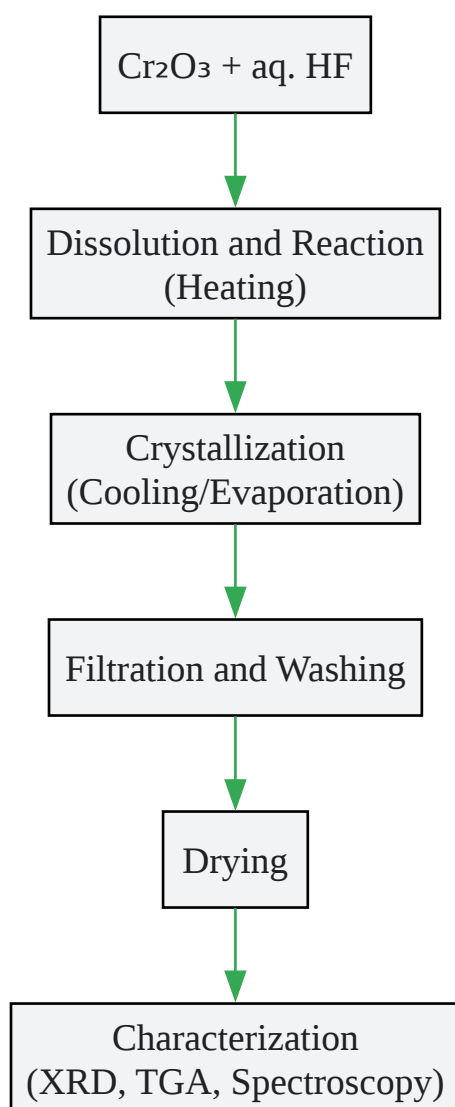 Cr₂O₃ + aq. HF
Dissolution and Reaction
(Heating)
Crystallization
(Cooling/Evaporation)
Filtration and Washing
Drying
Characterization
(XRD, TGA, Spectroscopy)